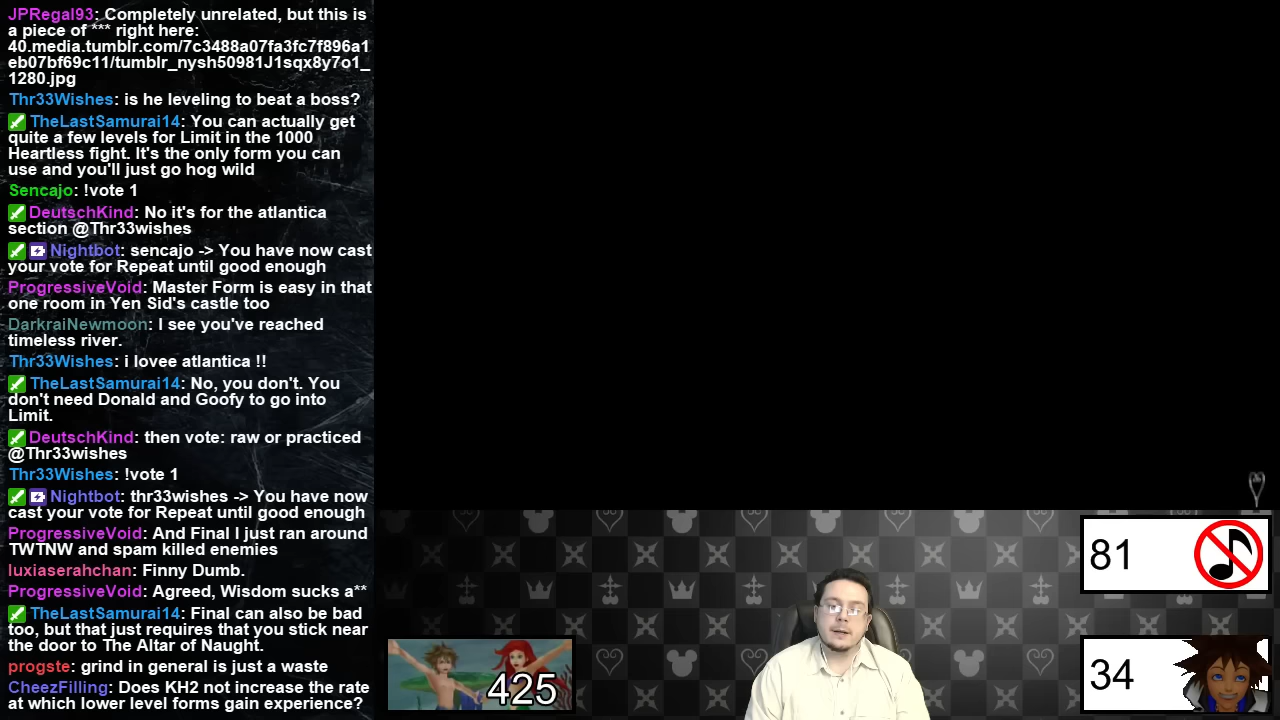 JPRegal93: Completely unrelated, but this is
a piece of *** right here:
40.media.tumblr.com/7c3488a07fa3fc7f896a1
eb07bf69c11/tumblr_nysh50981J1sqx8y7o1_
1280.jpg
Thr33Wishes: is he leveling to beat a boss?
TheLastSamurai14: You can actually get
quite a few levels for Limit in the 1000
Heartless fight. It's the only form you can
use and you'll just go hog wild
Sencajo: !vote 1
DeutschKind: No it's for the atlantica
section @Thr33wishes
Nightbot: sencajo -> You have now cast
your vote for Repeat until good enough
ProgressiveVoid: Master Form is easy in that
one room in Yen Sid's castle too
DarkraiNewmoon: I see you've reached
timeless river.
Thr33Wishes: i lovee atlantica !!
TheLastSamurai14: No, you don't. You
don't need Donald and Goofy to go into
Limit.
DeutschKind: then vote: raw or practiced
@Thr33wishes
Thr33Wishes: !vote 1
Nightbot: thr33wishes -> You have now
cast your vote for Repeat until good enough
ProgressiveVoid: And Final I just ran around
TWTNW and spam killed enemies
luxiaserahchan: Finny Dumb.
ProgressiveVoid: Agreed, Wisdom sucks a**
TheLastSamurai14: Final can also be bad
too, but that just requires that you stick near
the door to The Altar of Naught.
progste: grind in general is just a waste
CheezFilling: Does KH2 not increase the rate
at which lower level forms gain experience?
81
425
34